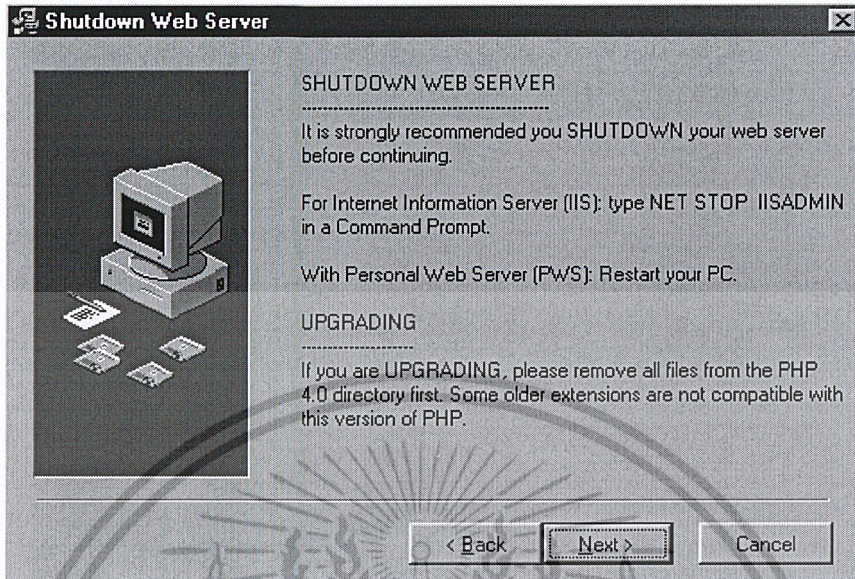 Shutdown Web Server
SHUTDOWN WEB SERVER
----------------------------------------
It is strongly recommended you SHUTDOWN your web server
before continuing.
For Internet Information Server (IIS): type NET STOP IISADMIN
in a Command Prompt.
With Personal Web Server (PWS): Restart your PC.
UPGRADING
------------------
If you are UPGRADING, please remove all files from the PHP
4.0 directory first. Some older extensions are not compatible with
this version of PHP.
< Back Next > Cancel